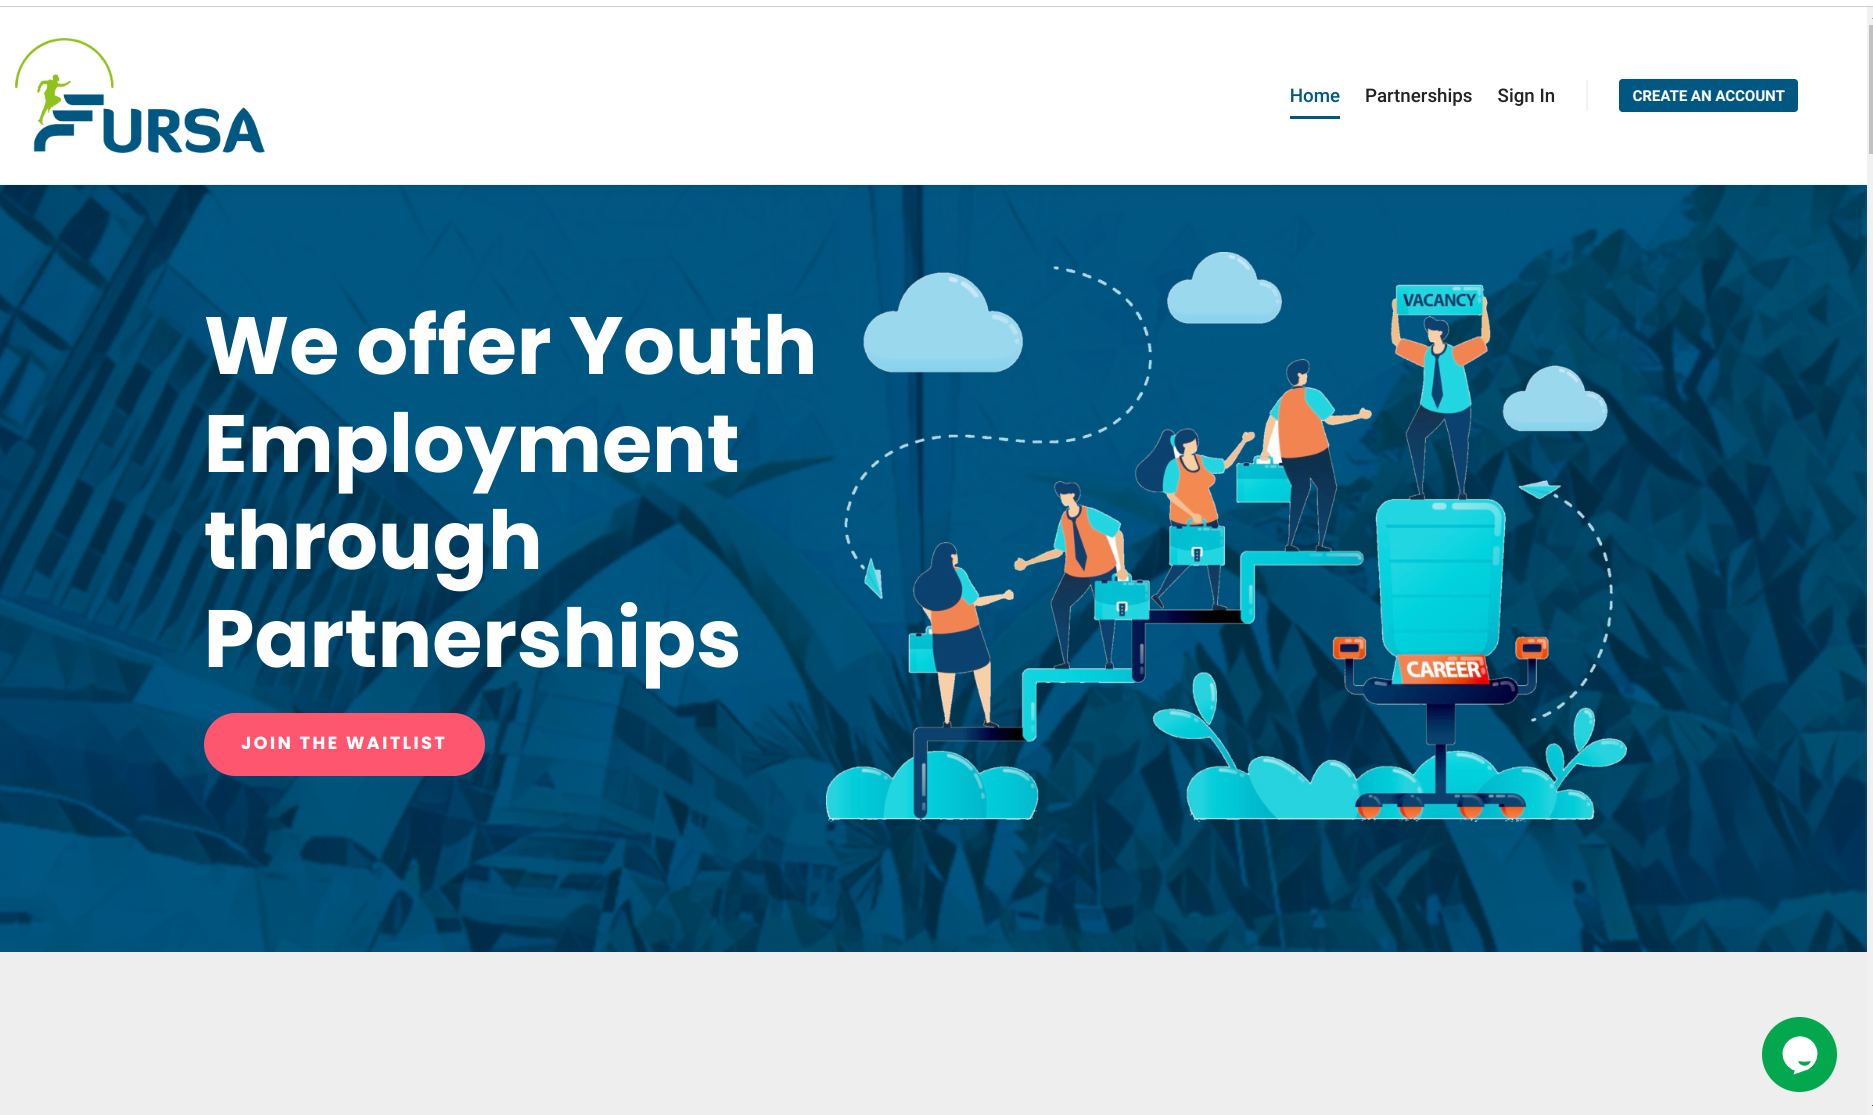 FURSA
Home Partnerships Sign In CREATE AN ACCOUNT
We offer Youth
Employment
through
Partnerships
JOIN THE WAITLIST
VACANCY
CAREER